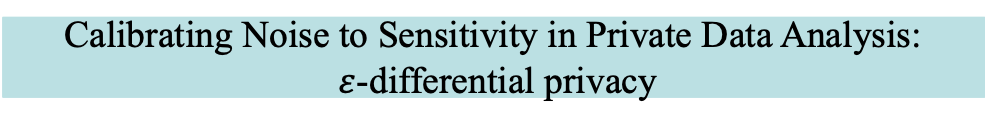 Calibrating Noise to Sensitivity in Private Data Analysis:
ε-differential privacy